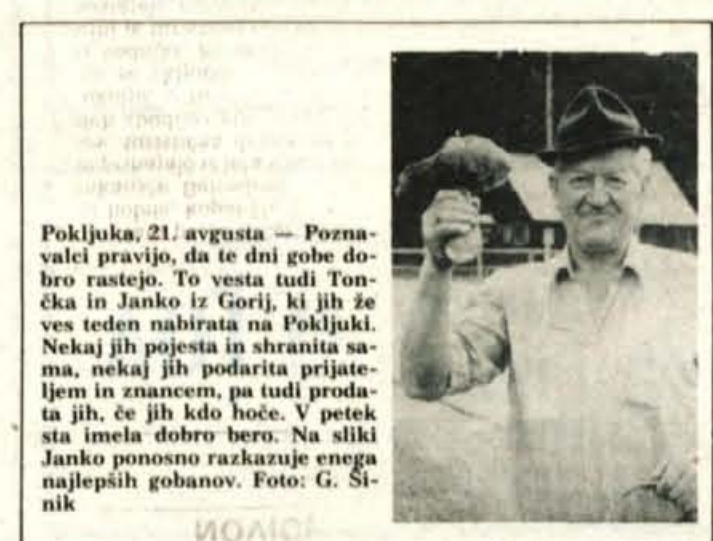 Pokljuka, 21. avgusta — Pozna-
valci pravijo, da te dni gobe do-
bro rastejo. To vesta tudi Ton-
čka in Janko iz Gorij, ki jih že
ves teden nabirata na Pokljuki.
Nekaj jih pojesta in shranita sa-
ma, nekaj jih podarita prijate-
ljem in znancem, pa tudi proda-
ta jih, če jih kdo hoče. V petek
sta imela dobro bero. Na sliki
Janko ponosno razkazuje enega
najlepših gobanov. Foto: G. Ši-
nik